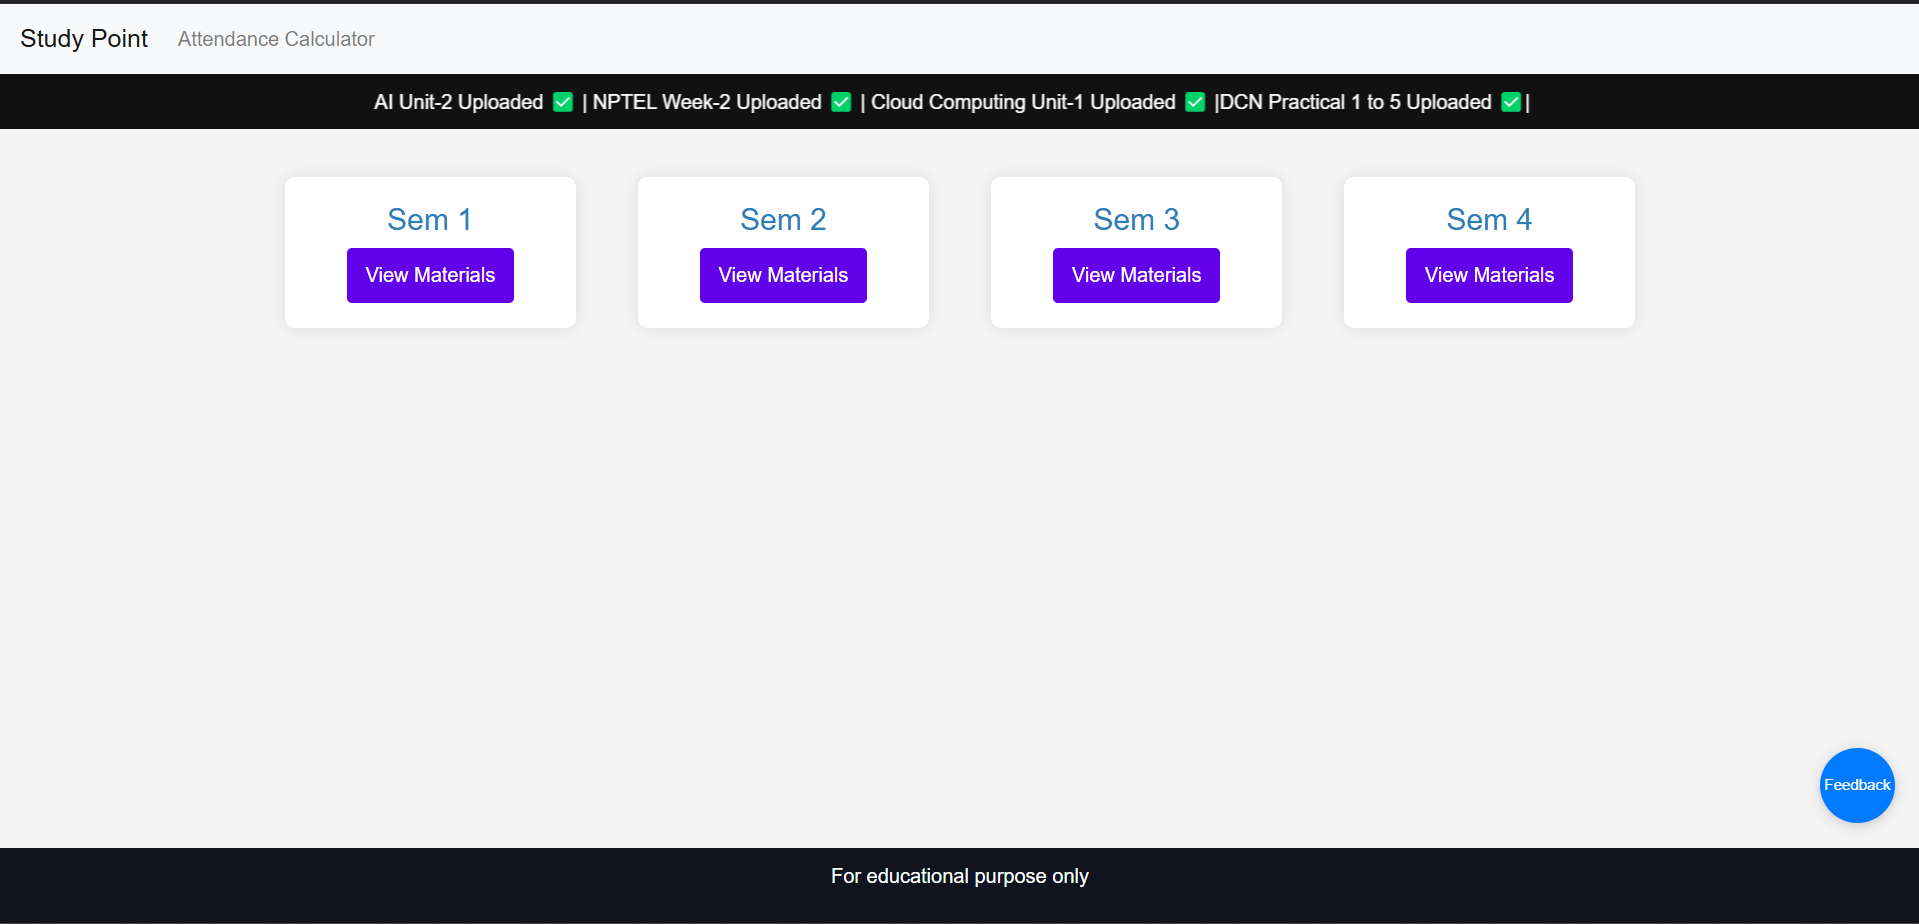 Study Point Attendance Calculator
AI Unit-2 Uploaded ✅ | NPTEL Week-2 Uploaded ✅ | Cloud Computing Unit-1 Uploaded ✅ |DCN Practical 1 to 5 Uploaded ✅|
Sem 1
View Materials
Sem 2
View Materials
Sem 3
View Materials
Sem 4
View Materials
Feedback
For educational purpose only